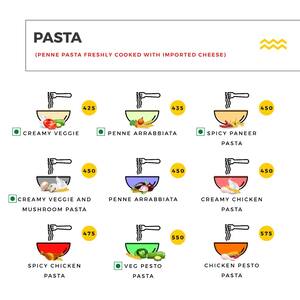 PASTA
(PENNE PASTA FRESHLY COOKED WITH IMPORTED CHEESE)
425
CREAMY VEGGIE
435
PENNE ARRABBIATA
450
SPICY PANEER
PASTA
450
CREAMY VEGGIE AND
MUSHROOM PASTA
450
PENNE ARRABBIATA
450
CREAMY CHICKEN
PASTA
475
SPICY CHICKEN
PASTA
550
VEG PESTO
PASTA
575
CHICKEN PESTO
PASTA